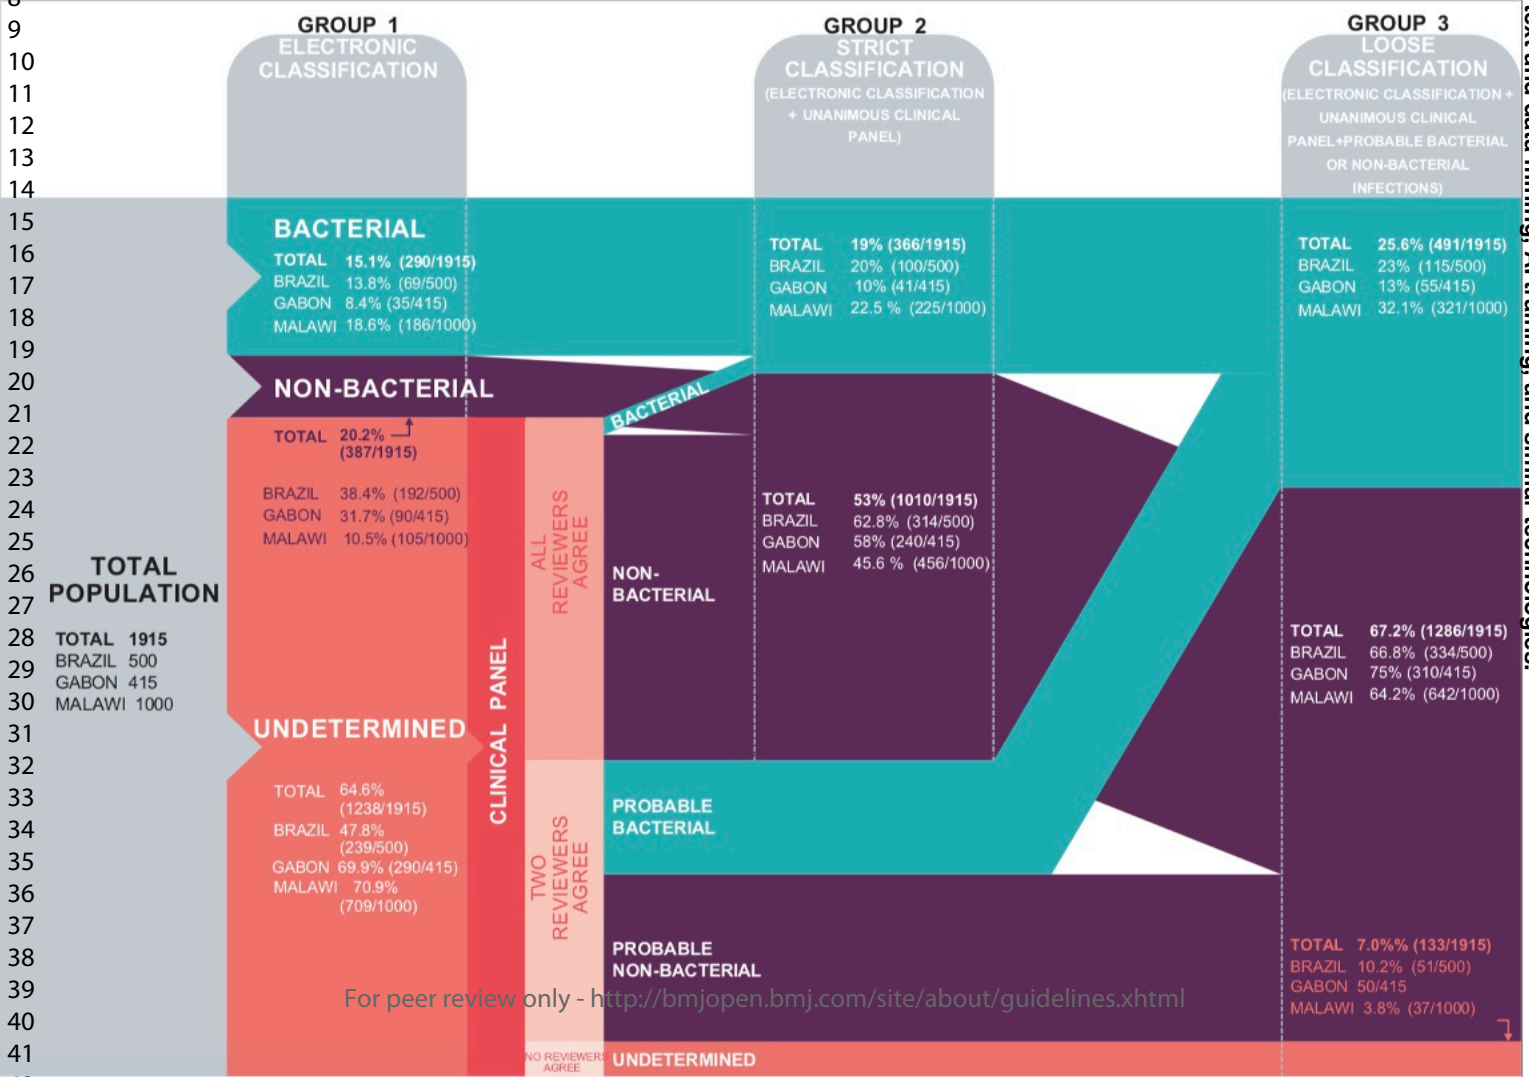 8
9
10
11
12
13
14
15
16
17
18
19
20
21
22
23
24
25
26
27
28
29
30
31
32
33
34
35
36
37
38
39
40
41
GROUP 1
ELECTRONIC
CLASSIFICATION
GROUP 2
STRICT
CLASSIFICATION
(ELECTRONIC CLASSIFICATION
+ UNANIMOUS CLINICAL
PANEL)
GROUP 3
LOOSE
CLASSIFICATION
(ELECTRONIC CLASSIFICATION +
UNANIMOUS CLINICAL
PANEL+PROBABLE BACTERIAL
OR NON-BACTERIAL
INFECTIONS)
TOTAL
POPULATION
TOTAL 1915
BRAZIL 500
GABON 415
MALAWI 1000
BACTERIAL
TOTAL 15.1% (290/1915)
BRAZIL 13.8% (69/500)
GABON 8.4% (35/415)
MALAWI 18.6% (186/1000)
NON-BACTERIAL
TOTAL 20.2%
(387/1915)
BRAZIL 38.4% (192/500)
GABON 31.7% (90/415)
MALAWI 10.5% (105/1000)
UNDETERMINED
TOTAL 64.6%
(1238/1915)
BRAZIL 47.8%
(239/500)
GABON 69.9% (290/415)
MALAWI 70.9%
(709/1000)
CLINICAL PANEL
ALL
REVIEWERS
AGREE
TWO
REVIEWERS
AGREE
NO REVIEWERS
AGREE
BACTERIAL
NON-
BACTERIAL
PROBABLE
BACTERIAL
PROBABLE
NON-BACTERIAL
UNDETERMINED
TOTAL 19% (366/1915)
BRAZIL 20% (100/500)
GABON 10% (41/415)
MALAWI 22.5 % (225/1000)
TOTAL 53% (1010/1915)
BRAZIL 62.8% (314/500)
GABON 58% (240/415)
MALAWI 45.6 % (456/1000)
TOTAL 25.6% (491/1915)
BRAZIL 23% (115/500)
GABON 13% (55/415)
MALAWI 32.1% (321/1000)
TOTAL 67.2% (1286/1915)
BRAZIL 66.8% (334/500)
GABON 75% (310/415)
MALAWI 64.2% (642/1000)
TOTAL 7.0%% (133/1915)
BRAZIL 10.2% (51/500)
GABON 50/415
MALAWI 3.8% (37/1000)
For peer review only - http://bmjopen.bmj.com/site/about/guidelines.xhtml
text and data mining, AI training, and similar technologies.